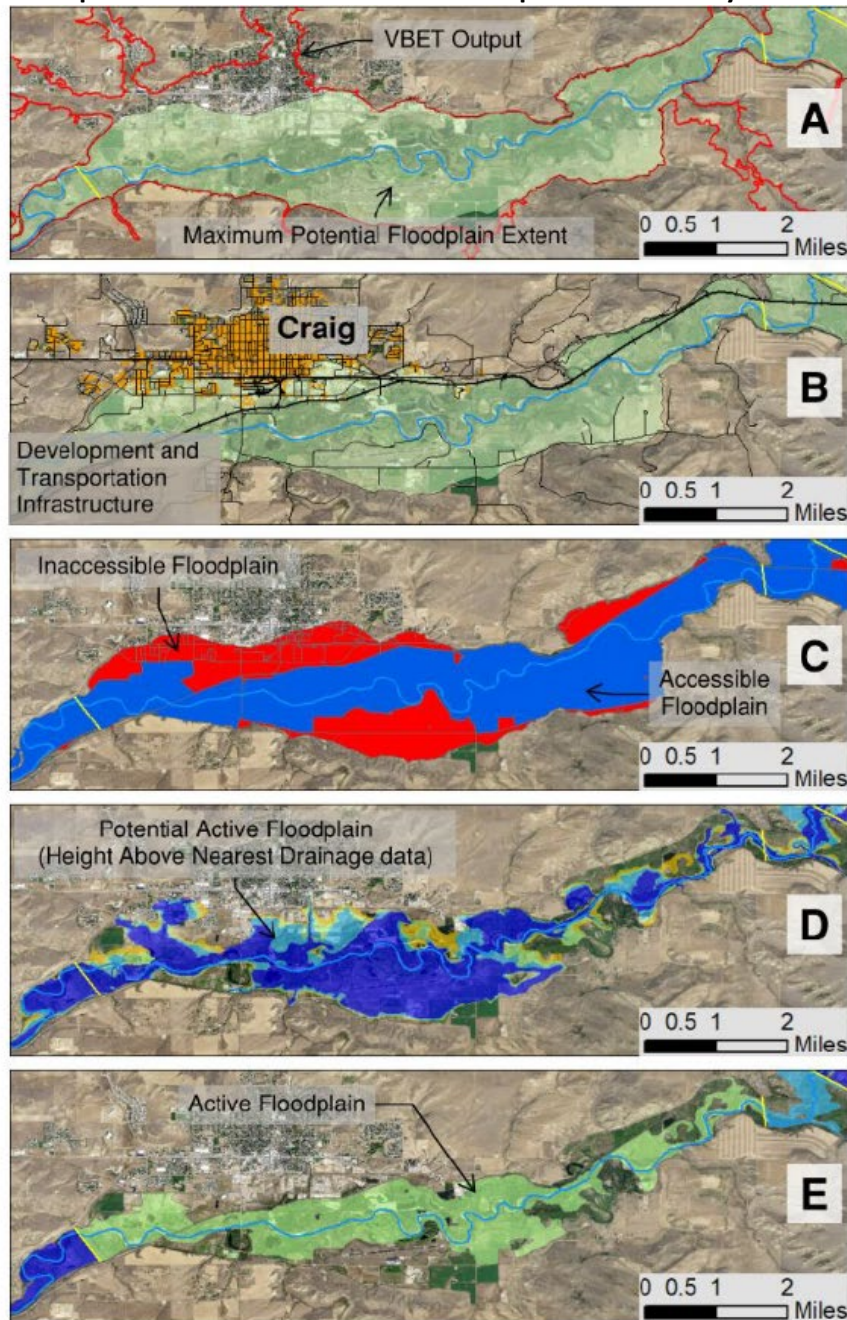 VBET Output
A
Maximum Potential Floodplain Extent
0 0.5 1 2
Miles
Craig
B
Development and
Transportation
Infrastructure
0 0.5 1 2
Miles
Inaccessible Floodplain
C
Accessible
Floodplain
0 0.5 1 2
Miles
Potential Active Floodplain
(Height Above Nearest Drainage data)
D
0 0.5 1 2
Miles
Active Floodplain
E
0 0.5 1 2
Miles